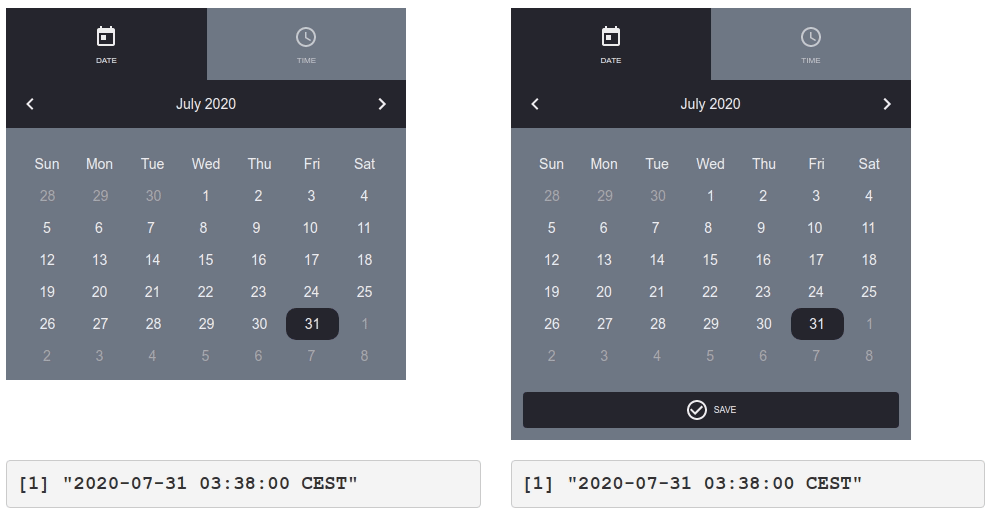 DATE TIME
July 2020
Sun Mon Tue Wed Thu Fri Sat
28 29 30 1 2 3 4
5 6 7 8 9 10 11
12 13 14 15 16 17 18
19 20 21 22 23 24 25
26 27 28 29 30 31 1
2 3 4 5 6 7 8
[1] "2020-07-31 03:38:00 CEST"
DATE TIME
July 2020
Sun Mon Tue Wed Thu Fri Sat
28 29 30 1 2 3 4
5 6 7 8 9 10 11
12 13 14 15 16 17 18
19 20 21 22 23 24 25
26 27 28 29 30 31 1
2 3 4 5 6 7 8
SAVE
[1] "2020-07-31 03:38:00 CEST"